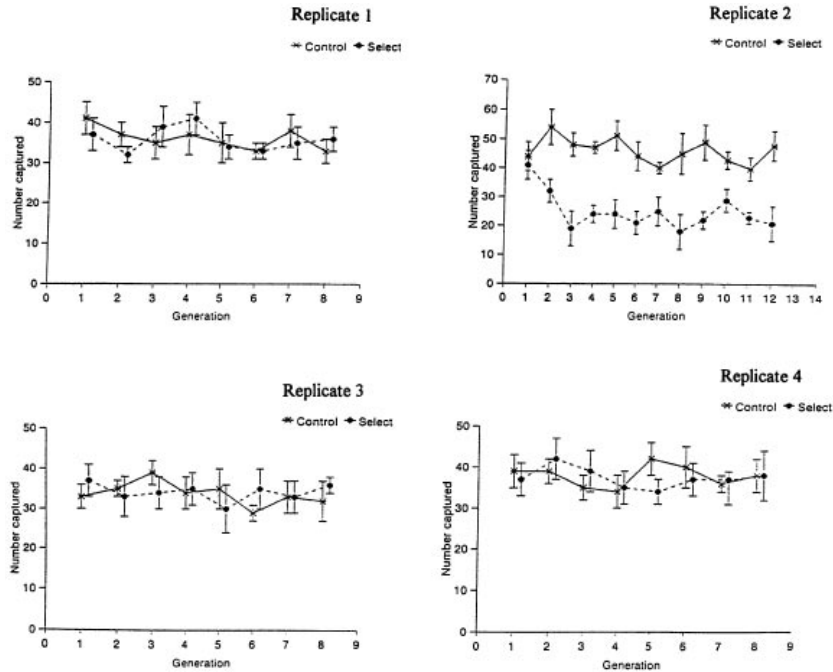 Replicate 1
Control Select
Number captured
50
40
30
20
10
0
0 1 2 3 4 5 6 7 8 9
Generation
Replicate 2
Control Select
Number captured
70
60
50
40
30
20
10
0
0 1 2 3 4 5 6 7 8 9 10 11 12 13 14
Generation
Replicate 3
Control Select
Number captured
50
40
30
20
10
0
0 1 2 3 4 5 6 7 8 9
Generation
Replicate 4
Control Select
Number captured
50
40
30
20
10
0
0 1 2 3 4 5 6 7 8 9
Generation